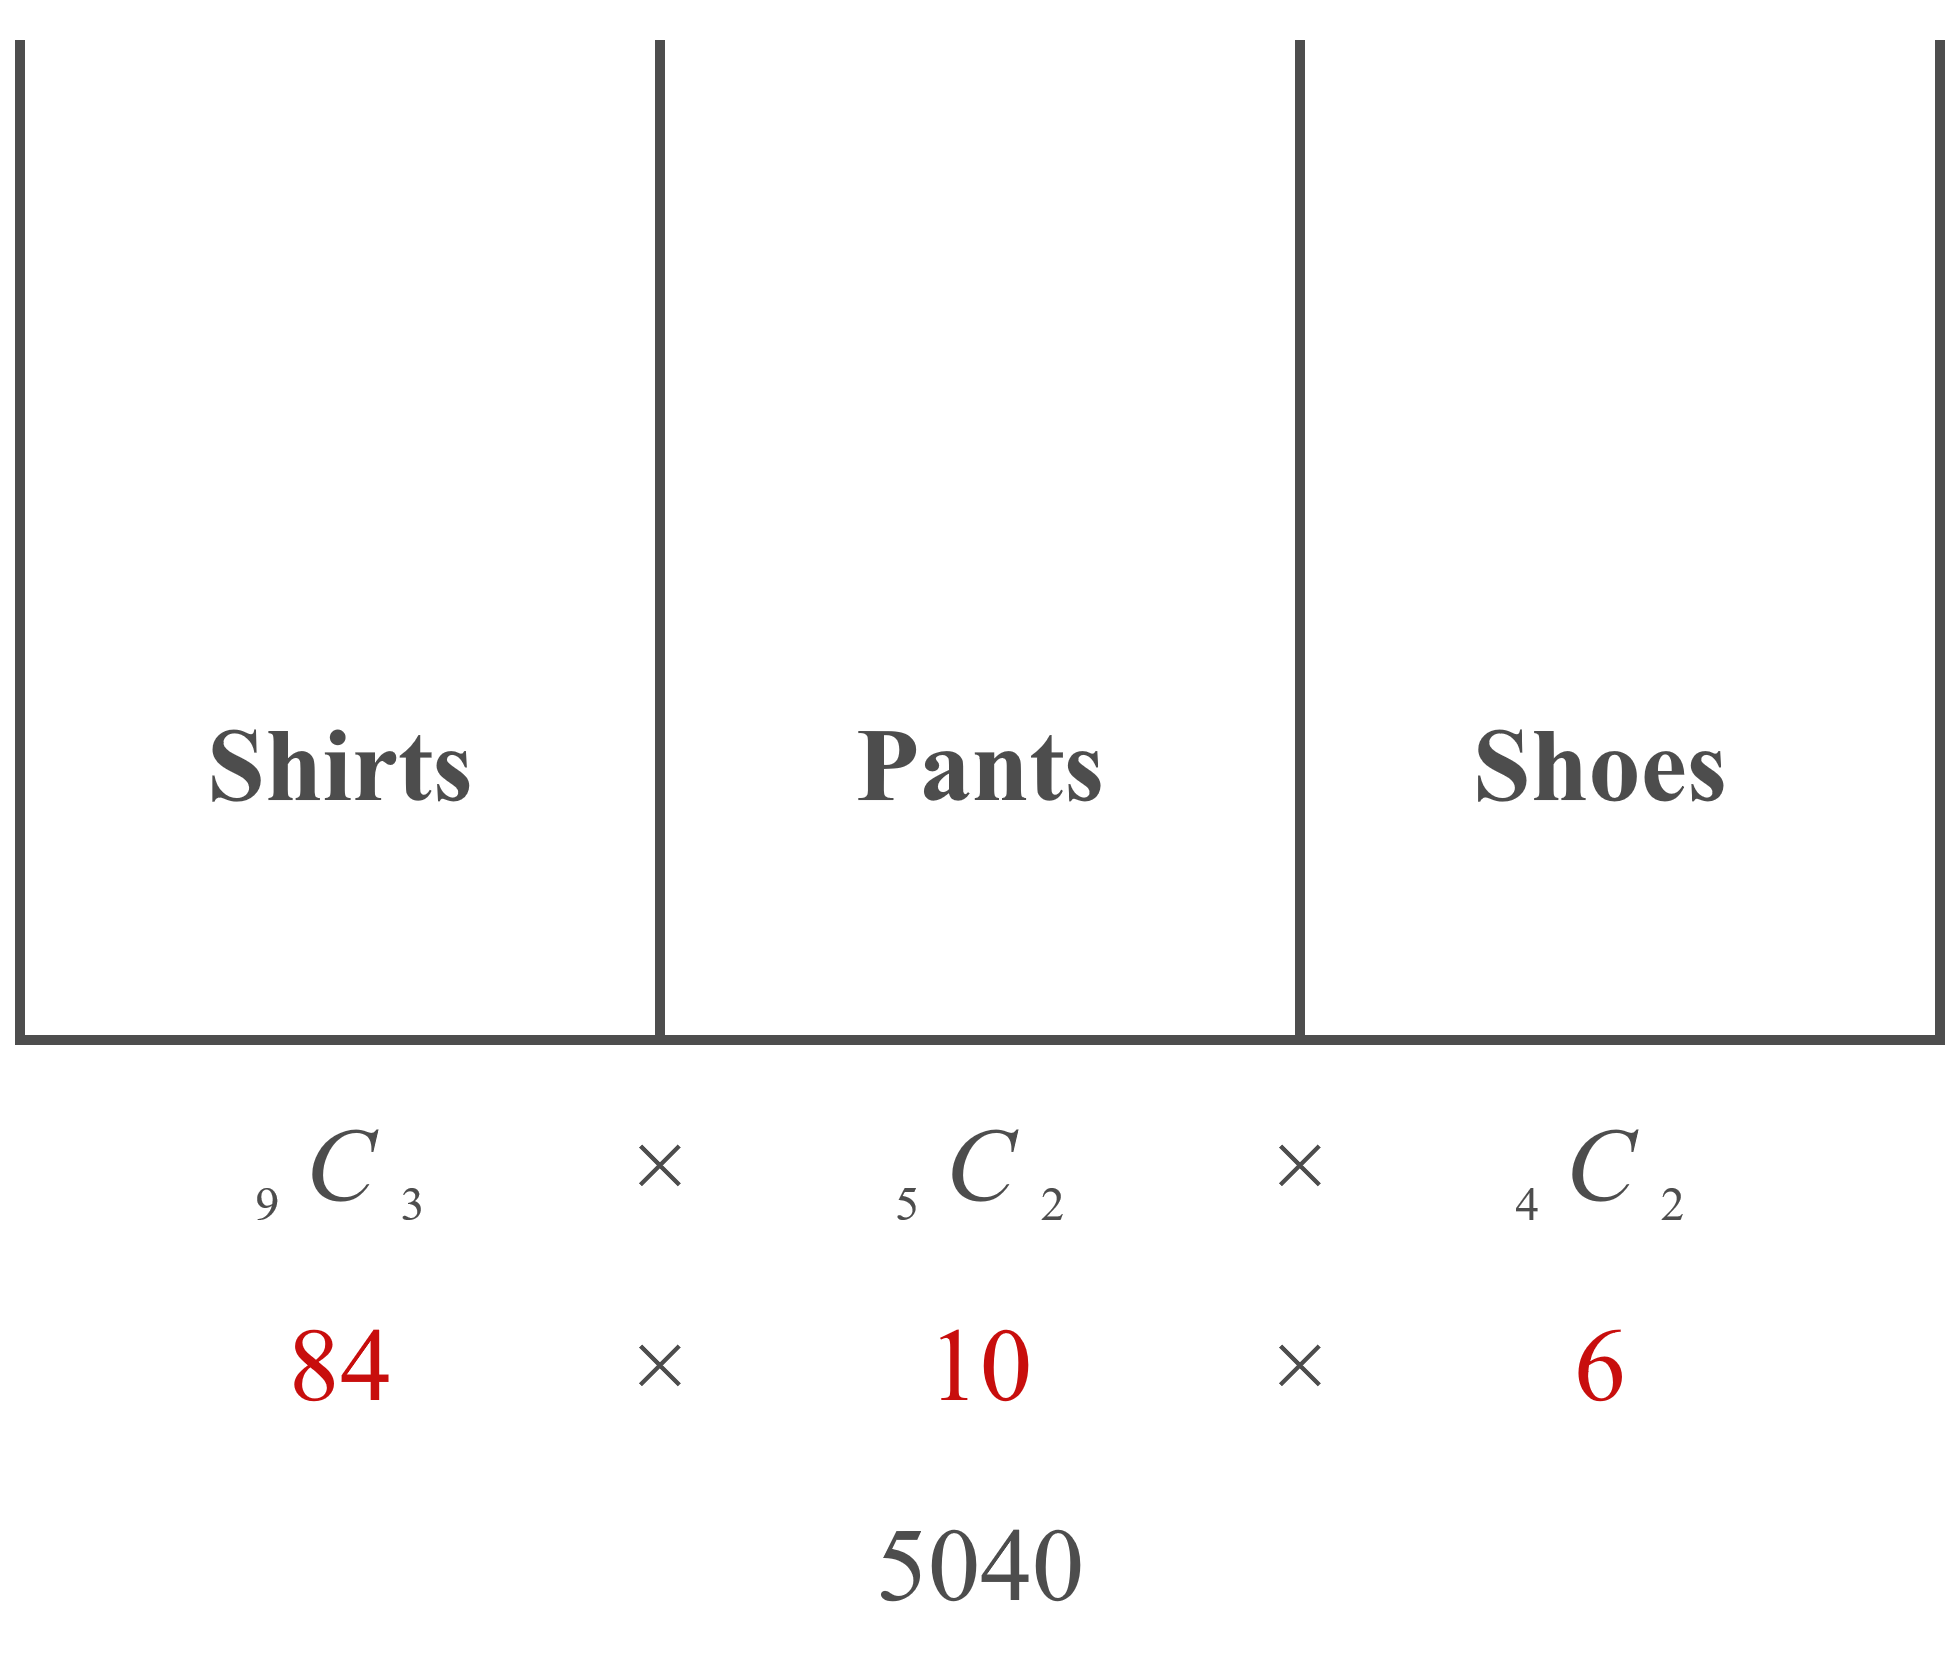 Shirts Pants Shoes
₉C₃ × ₅C₂ × ₄C₂
84 × 10 × 6
5040